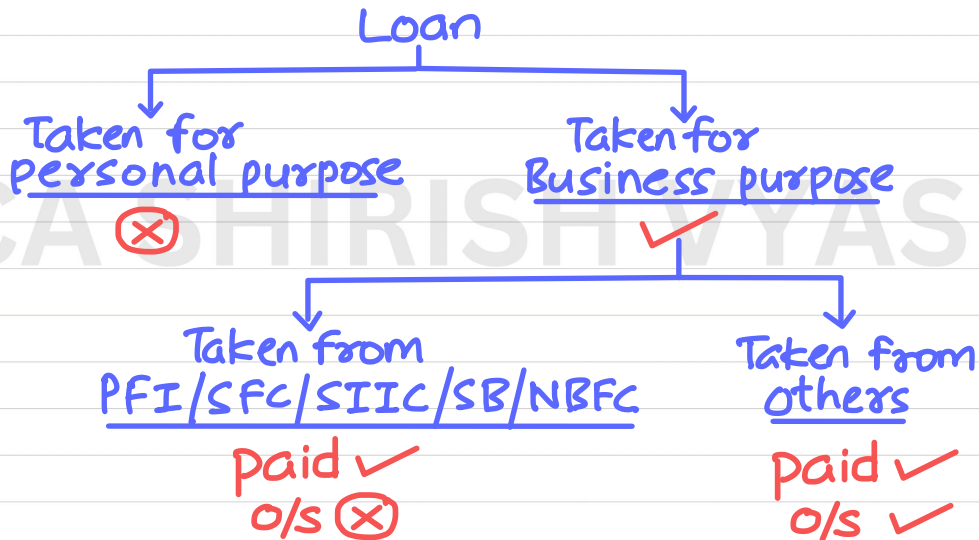 Loan
Taken for
personal purpose
Taken for
Business purpose
CA SHIRISH VYAS
Taken from
PFI/SFC/SIIC/SB/NBFC
paid ✓
o/s ⓧ
Taken from
others
paid ✓
o/s ✓